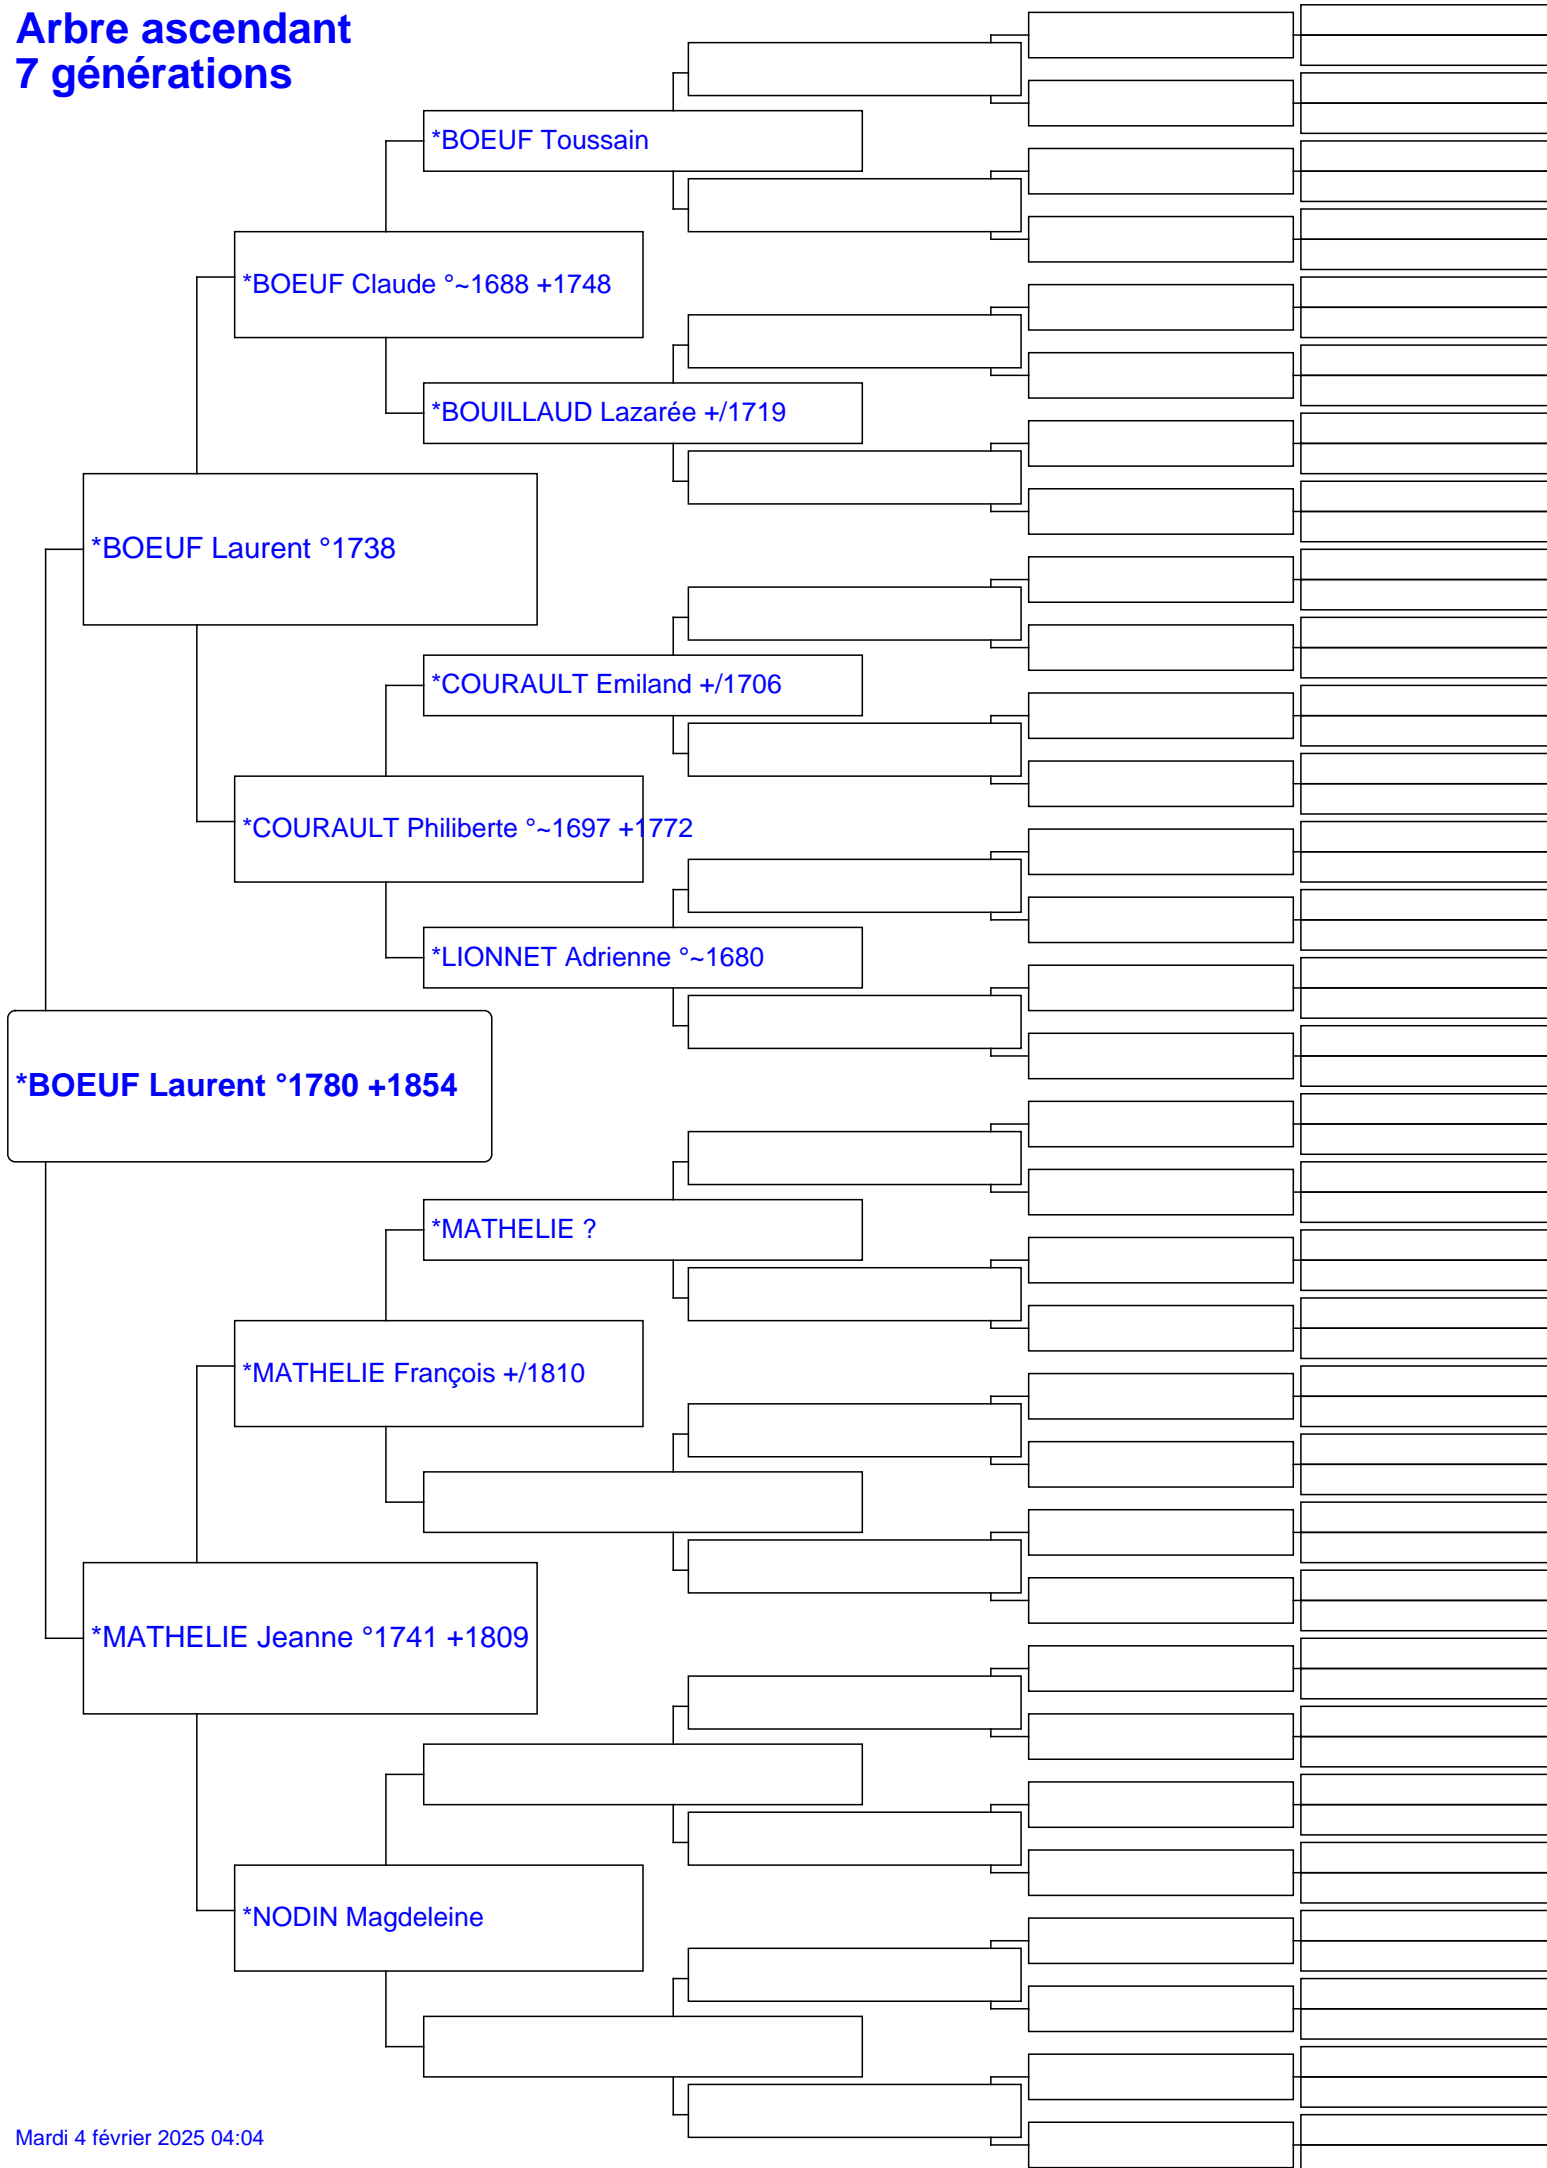 Arbre ascendant
7 générations
*BOEUF Toussain
*BOEUF Claude °~1688 +1748
*BOUILLAUD Lazarée +/1719
*BOEUF Laurent °1738
*COURAULT Emiland +/1706
*COURAULT Philiberte °~1697 +1772
*LIONNET Adrienne °~1680
*BOEUF Laurent °1780 +1854
*MATHELIE ?
*MATHELIE François +/1810
*MATHELIE Jeanne °1741 +1809
*NODIN Magdeleine
Mardi 4 février 2025 04:04